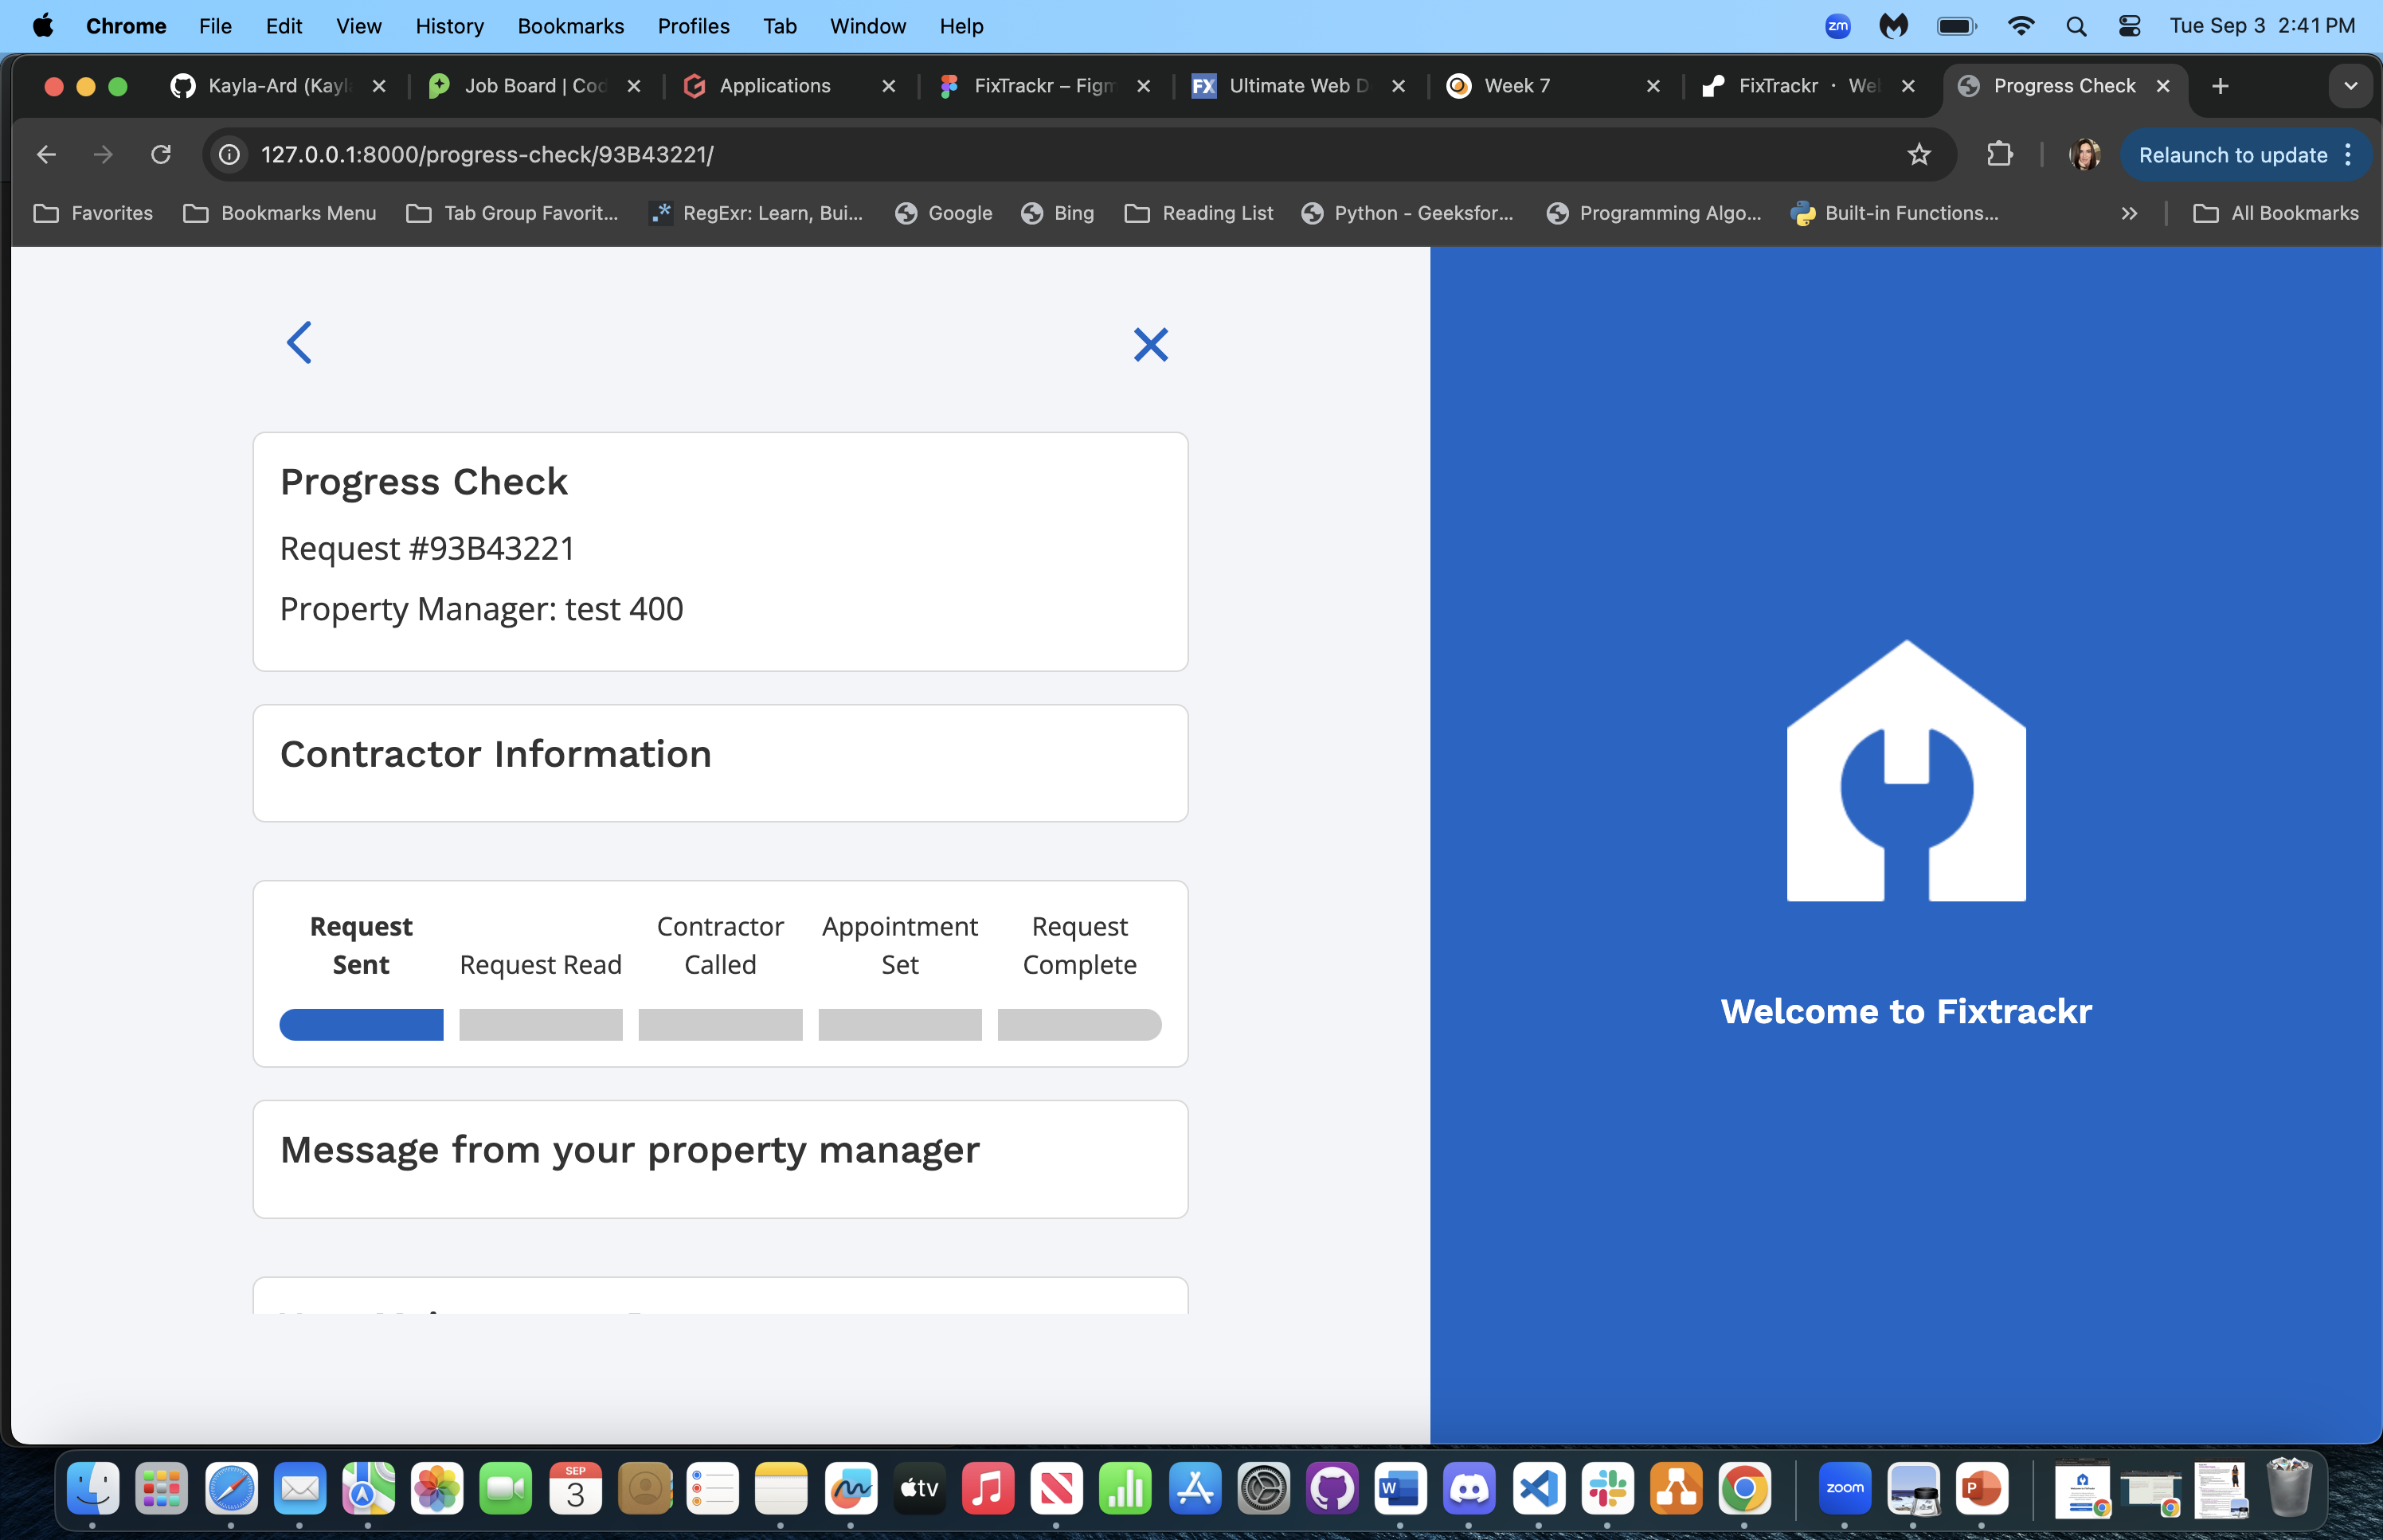 Chrome File Edit View History Bookmarks Profiles Tab Window Help zm Tue Sep 3 2:41 PM
Kayla-Ard (Kayl Job Board | Cod Applications FixTrackr – Figm FX Ultimate Web D Week 7 FixTrackr · We Progress Check
127.0.0.1:8000/progress-check/93B43221/ Relaunch to update
Favorites Bookmarks Menu Tab Group Favorit... .* RegExr: Learn, Bui... Google Bing Reading List Python - Geeksfor... Programming Algo... Built-in Functions... All Bookmarks
Progress Check
Request #93B43221
Property Manager: test 400
Contractor Information
Request Sent
Request Read
Contractor Called
Appointment Set
Request Complete
Message from your property manager
Welcome to Fixtrackr
SEP
3
tv
W
zoom
P